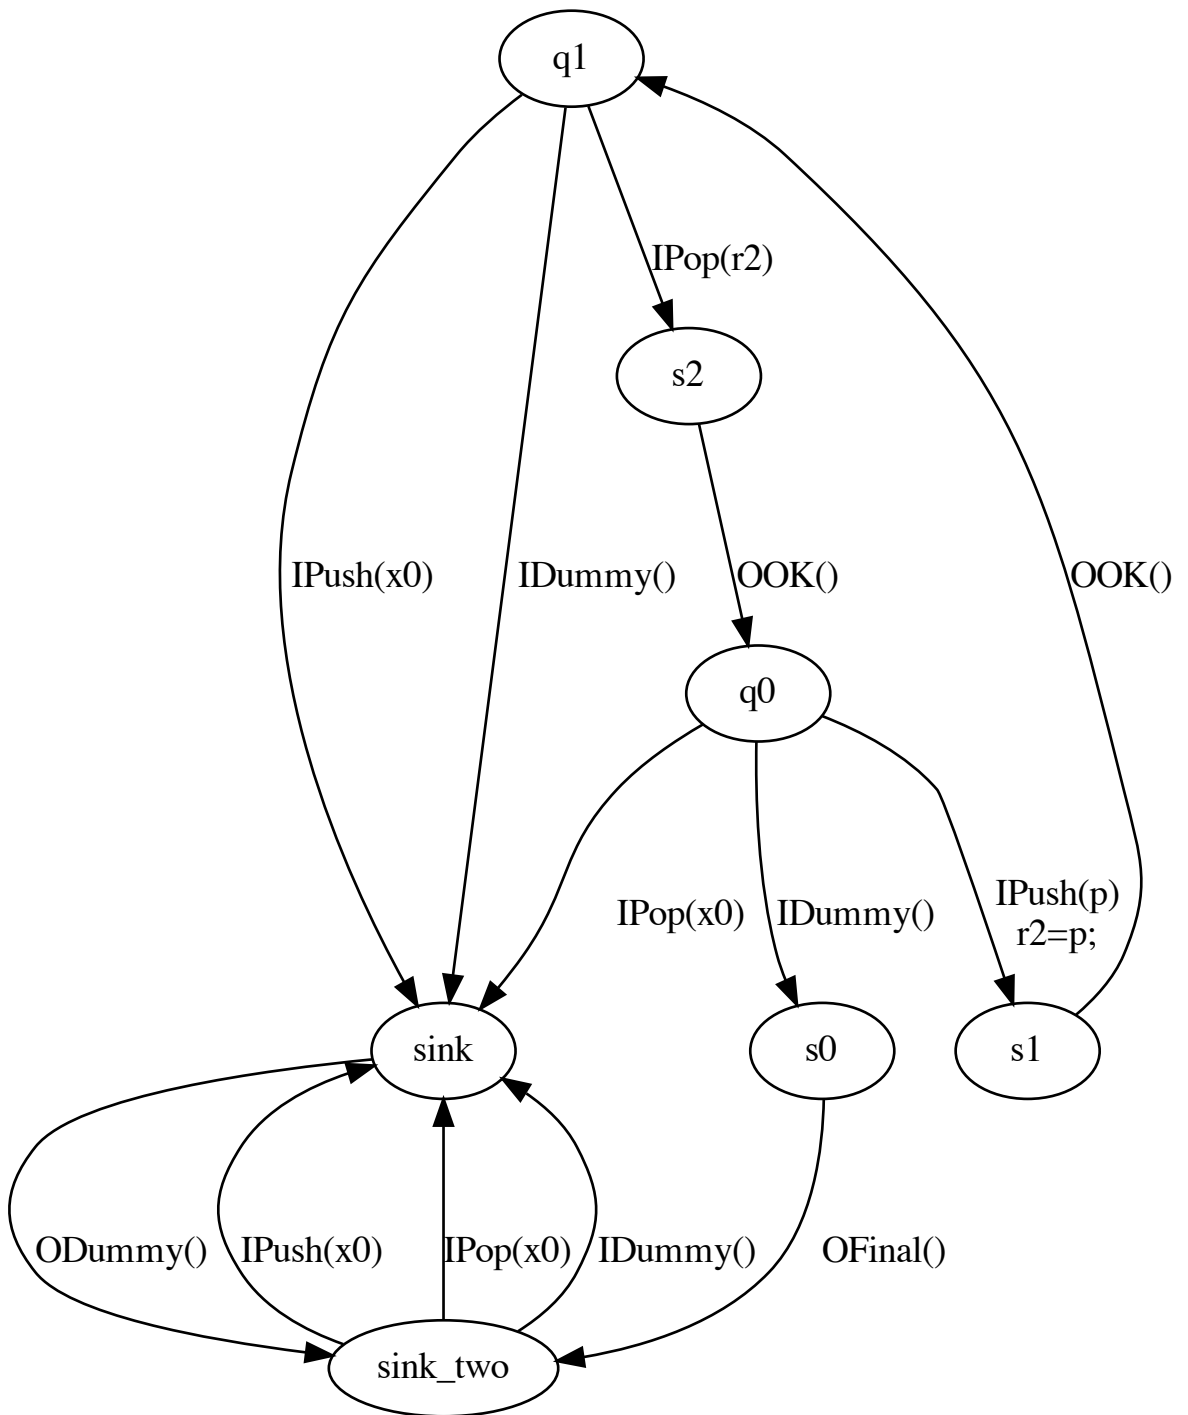 q1
IPop(r2)
s2
IPush(x0)
IDummy()
OOK()
OOK()
q0
IPop(x0)
IDummy()
IPush(p)
r2=p;
sink
s0
s1
ODummy()
IPush(x0)
IPop(x0)
IDummy()
OFinal()
sink_two